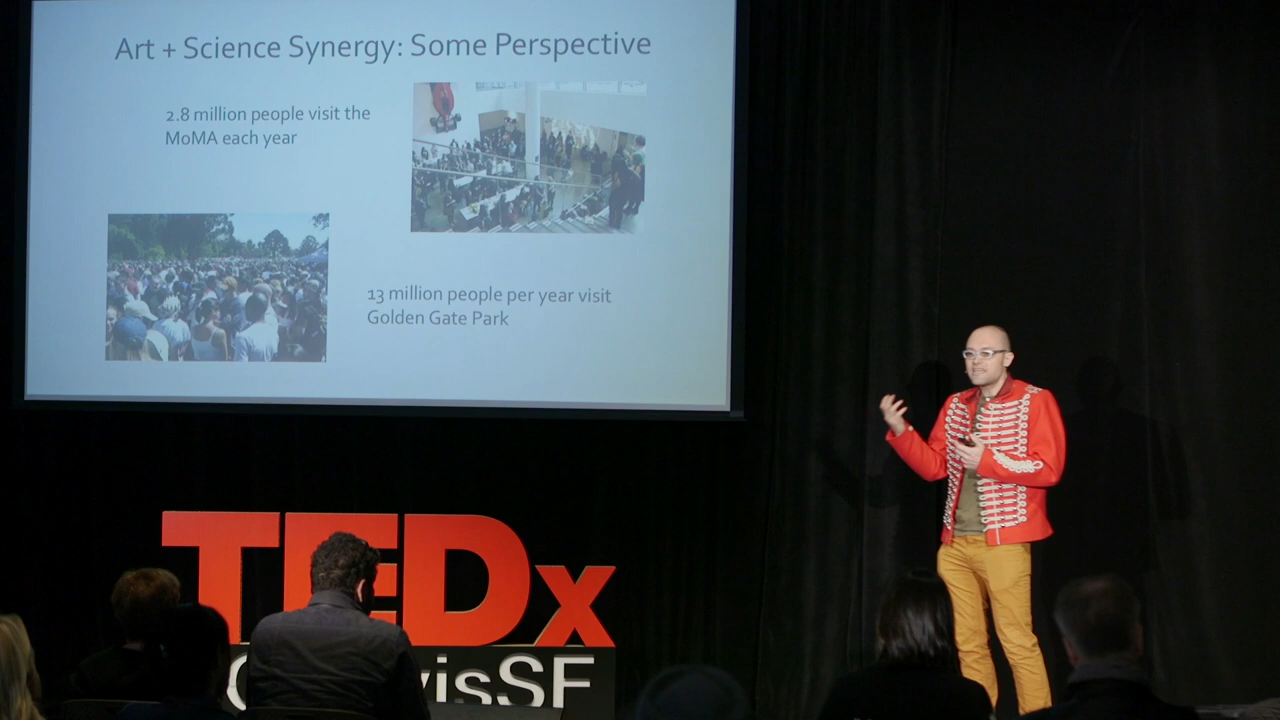 Art + Science Synergy: Some Perspective
2.8 million people visit the
MoMA each year
13 million people per year visit
Golden Gate Park
TEDx